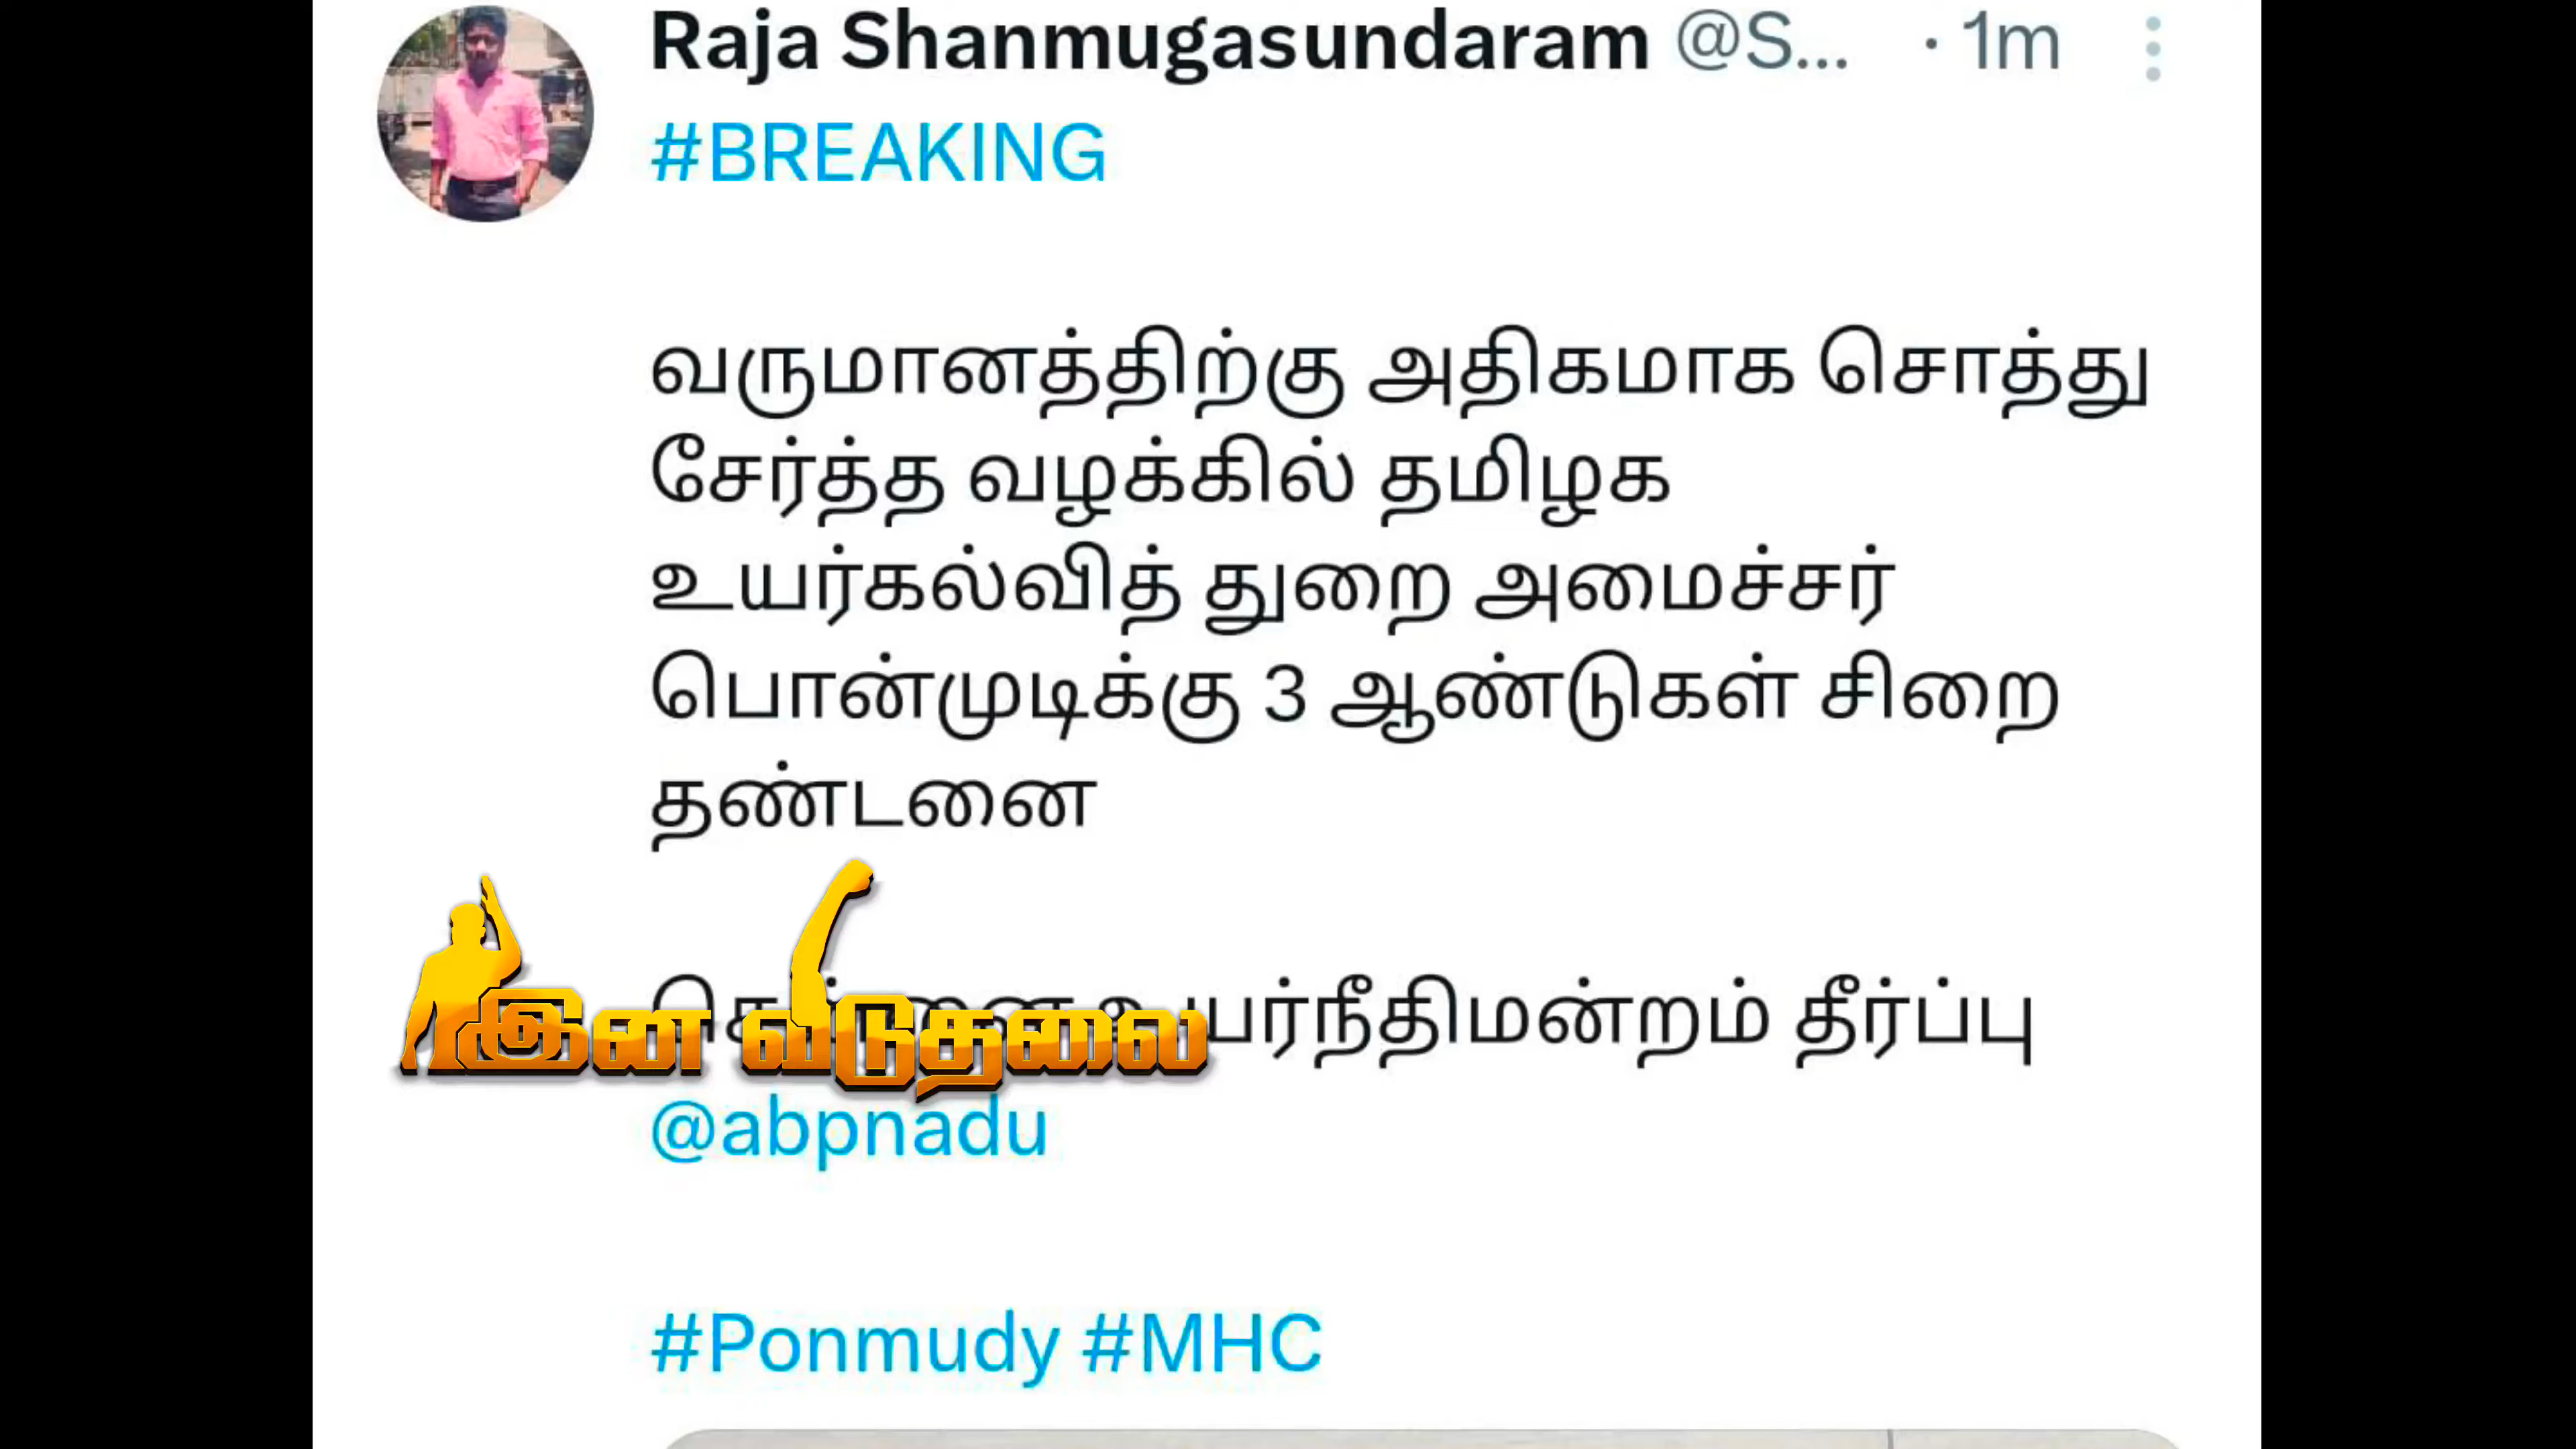 Raja Shanmugasundaram @S... · 1m
#BREAKING
வருமானத்திற்கு அதிகமாக சொத்து
சேர்த்த வழக்கில் தமிழக
உயர்கல்வித் துறை அமைச்சர்
பொன்முடிக்கு 3 ஆண்டுகள் சிறை
தண்டனை
சென்னை உயர்நீதிமன்றம் தீர்ப்பு
இன விடுதலை
@abpnadu
#Ponmudy #MHC